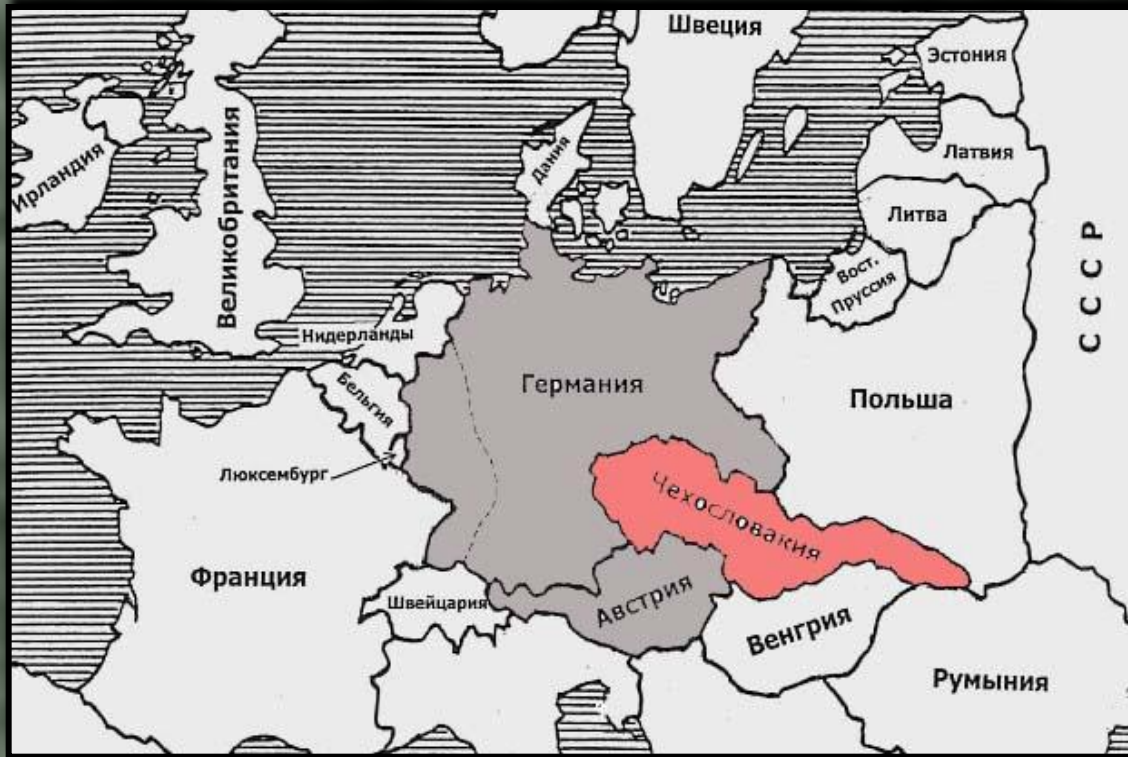 Швеция
Эстония
Латвия
Литва
Вост.
Пруссия
С С С Р
Ирландия
Великобритания
Дания
Нидерланды
Бельгия
Люксембург
Германия
Польша
Чехословакия
Франция
Швейцария
Австрия
Венгрия
Румыния